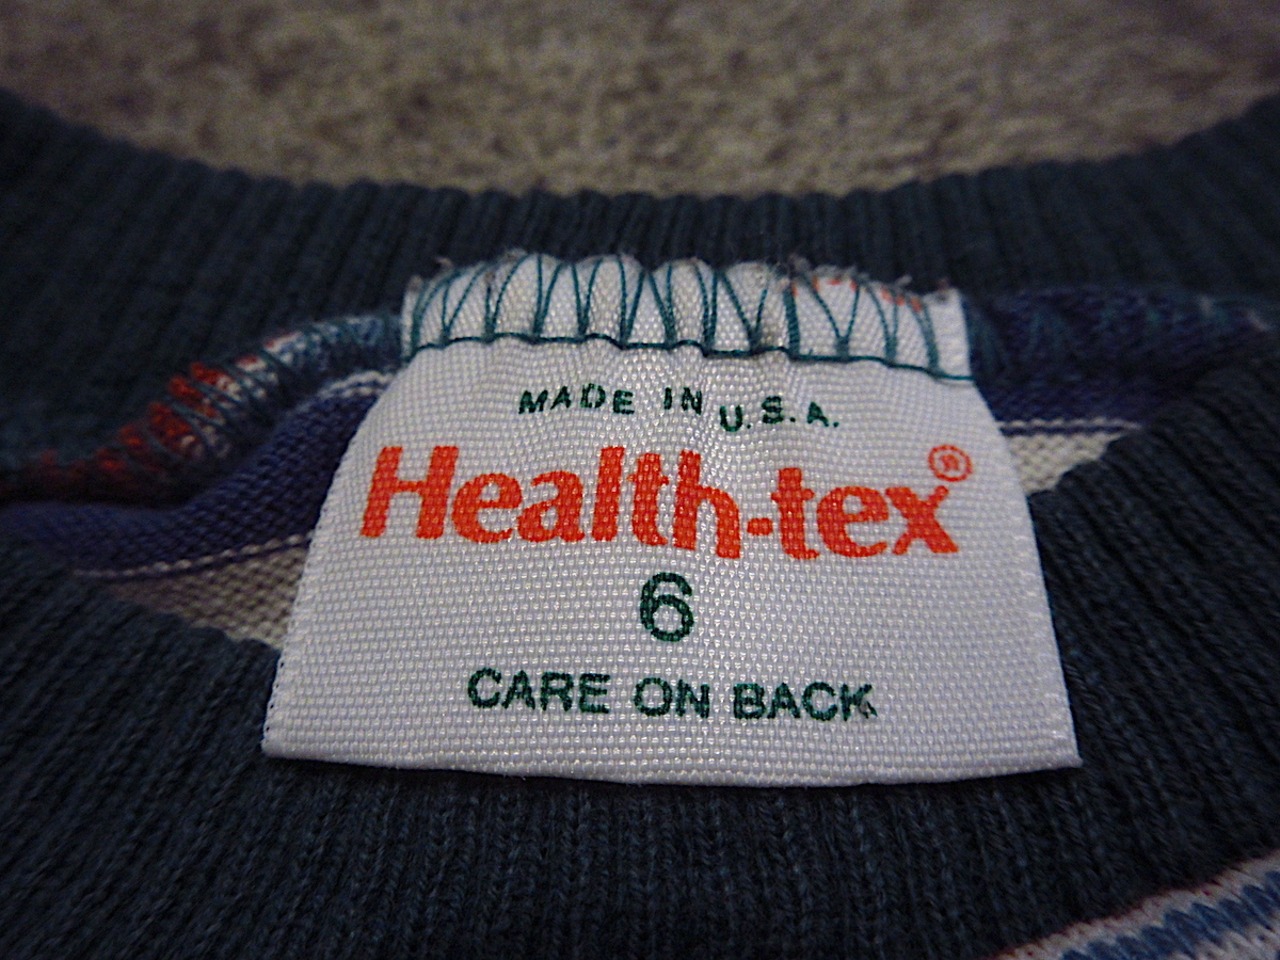 MADE IN U.S.A.
Health-tex®
6
CARE ON BACK